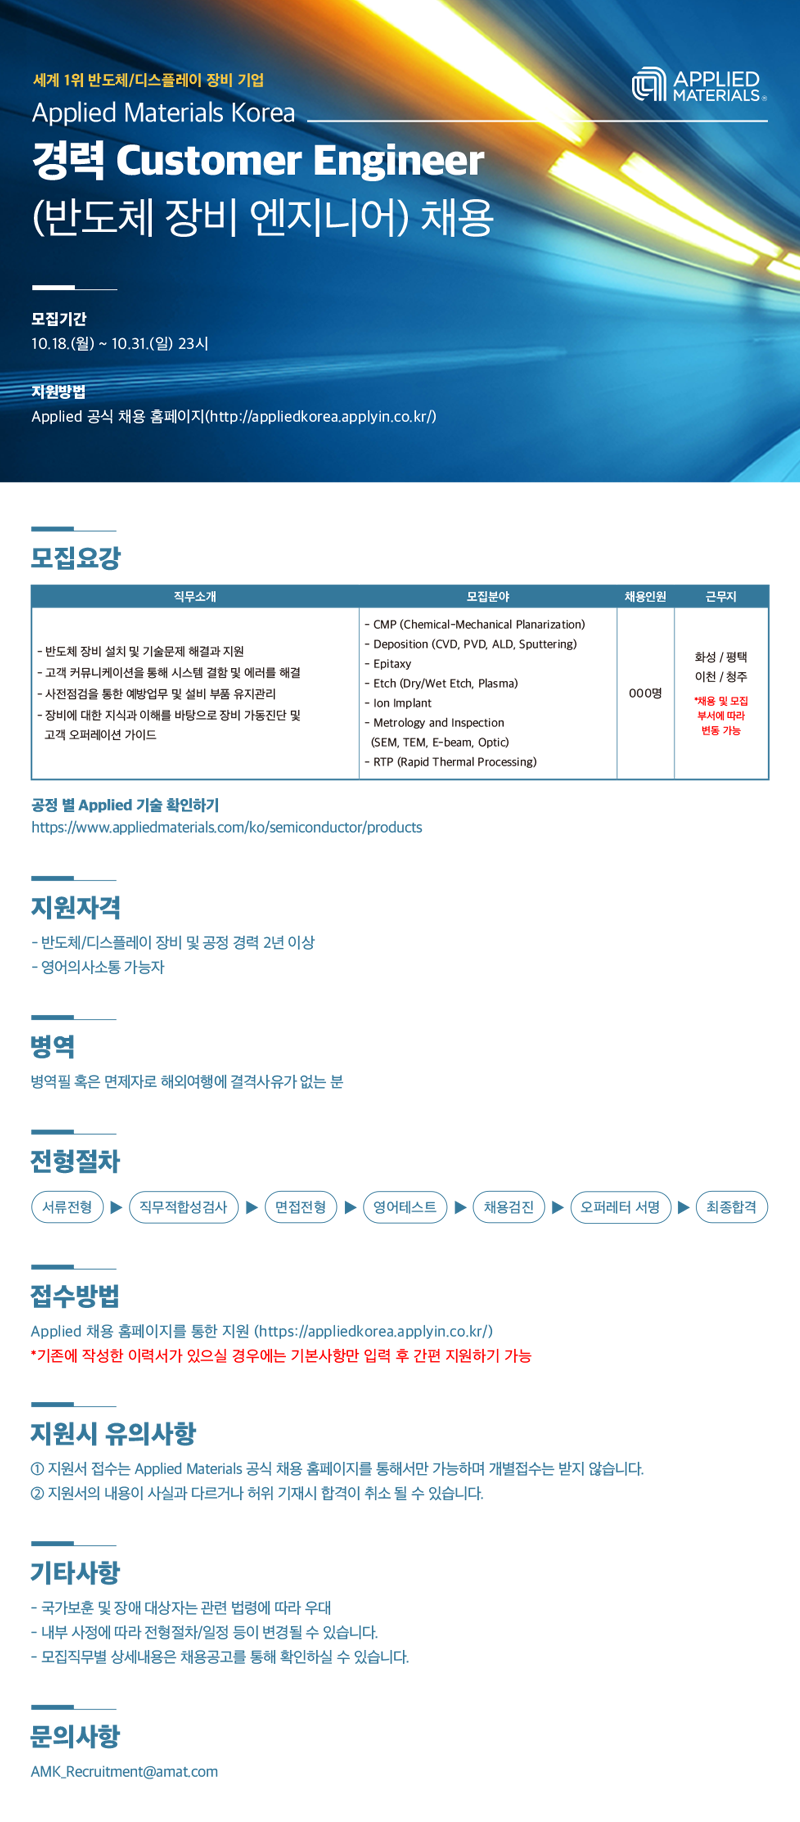 세계 1위 반도체/디스플레이 장비 기업
APPLIED
MATERIALS®
Applied Materials Korea
경력 Customer Engineer
(반도체 장비 엔지니어) 채용
모집기간
10.18.(월) ~ 10.31.(일) 23시
지원방법
Applied 공식 채용 홈페이지(http://appliedkorea.applyin.co.kr/)
모집요강
직무소개 모집분야 채용인원 근무지
- 반도체 장비 설치 및 기술문제 해결과 지원
- 고객 커뮤니케이션을 통해 시스템 결함 및 에러를 해결
- 사전점검을 통한 예방업무 및 설비 부품 유지관리
- 장비에 대한 지식과 이해를 바탕으로 장비 가동진단 및
고객 오퍼레이션 가이드
- CMP (Chemical-Mechanical Planarization)
- Deposition (CVD, PVD, ALD, Sputtering)
- Epitaxy
- Etch (Dry/Wet Etch, Plasma)
- Ion Implant
- Metrology and Inspection
(SEM, TEM, E-beam, Optic)
- RTP (Rapid Thermal Processing)
000명
화성 / 평택
이천 / 청주
*채용 및 모집
부서에 따라
변동 가능
공정 별 Applied 기술 확인하기
https://www.appliedmaterials.com/ko/semiconductor/products
지원자격
- 반도체/디스플레이 장비 및 공정 경력 2년 이상
- 영어의사소통 가능자
병역
병역필 혹은 면제자로 해외여행에 결격사유가 없는 분
전형절차
서류전형 ▶ 직무적합성검사 ▶ 면접전형 ▶ 영어테스트 ▶ 채용검진 ▶ 오퍼레터 서명 ▶ 최종합격
접수방법
Applied 채용 홈페이지를 통한 지원 (https://appliedkorea.applyin.co.kr/)
*기존에 작성한 이력서가 있으실 경우에는 기본사항만 입력 후 간편 지원하기 가능
지원시 유의사항
① 지원서 접수는 Applied Materials 공식 채용 홈페이지를 통해서만 가능하며 개별접수는 받지 않습니다.
② 지원서의 내용이 사실과 다르거나 허위 기재시 합격이 취소 될 수 있습니다.
기타사항
- 국가보훈 및 장애 대상자는 관련 법령에 따라 우대
- 내부 사정에 따라 전형절차/일정 등이 변경될 수 있습니다.
- 모집직무별 상세내용은 채용공고를 통해 확인하실 수 있습니다.
문의사항
AMK_Recruitment@amat.com